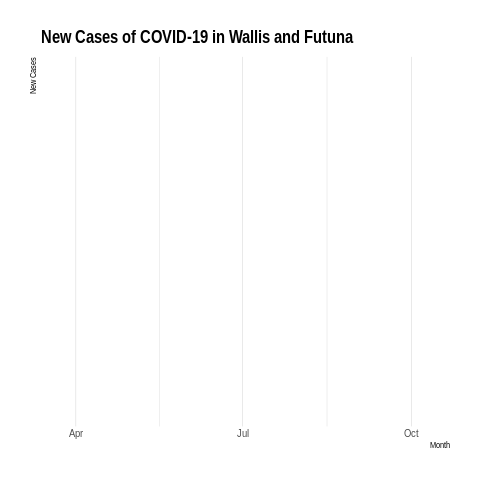 New Cases of COVID-19 in Wallis and Futuna
New Cases
Apr
Jul
Oct
Month